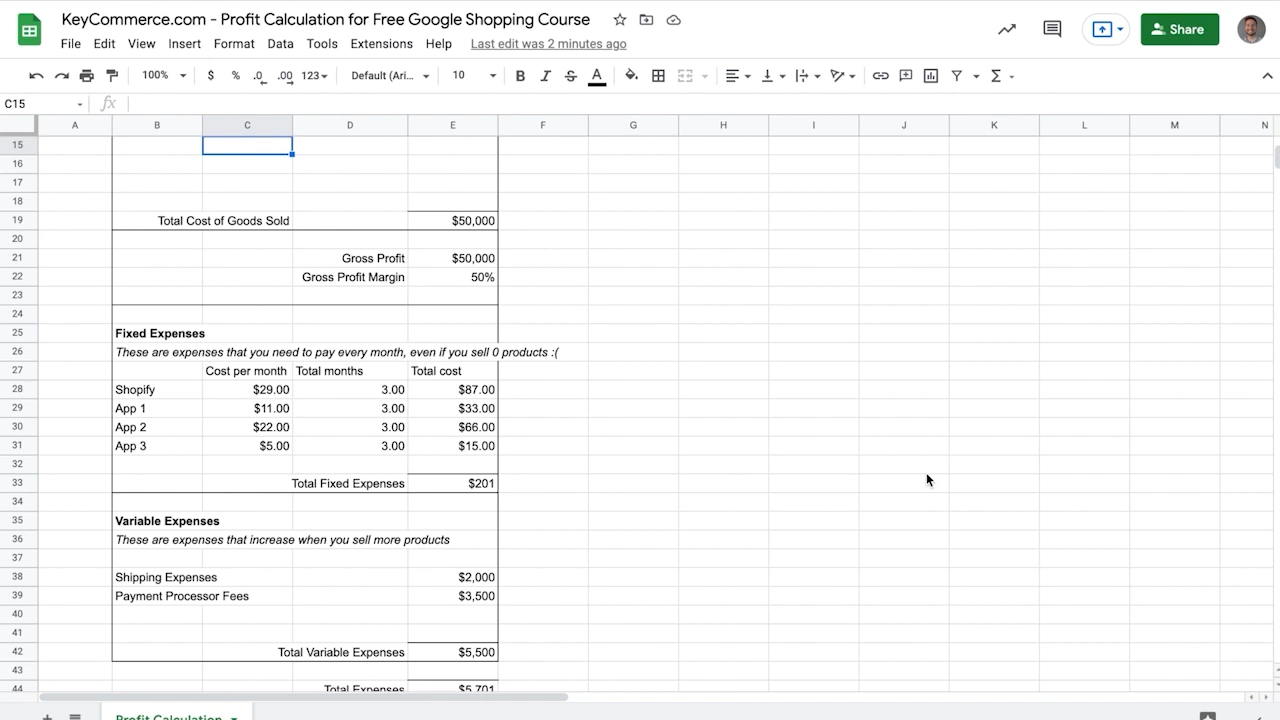 KeyCommerce.com - Profit Calculation for Free Google Shopping Course
File Edit View Insert Format Data Tools Extensions Help Last edit was 2 minutes ago
Share
100% $ % .0 .00 123 Default (Ari... 10 B I S A
C15 fx
A B C D E F G H I J K L M N
15
16
17
18
19 Total Cost of Goods Sold $50,000
20
21 Gross Profit $50,000
22 Gross Profit Margin 50%
23
24
25 Fixed Expenses
26 These are expenses that you need to pay every month, even if you sell 0 products :(
27 Cost per month Total months Total cost
28 Shopify $29.00 3.00 $87.00
29 App 1 $11.00 3.00 $33.00
30 App 2 $22.00 3.00 $66.00
31 App 3 $5.00 3.00 $15.00
32
33 Total Fixed Expenses $201
34
35 Variable Expenses
36 These are expenses that increase when you sell more products
37
38 Shipping Expenses $2,000
39 Payment Processor Fees $3,500
40
41
42 Total Variable Expenses $5,500
43
44 Total Expenses $5,701
Profit Calculation